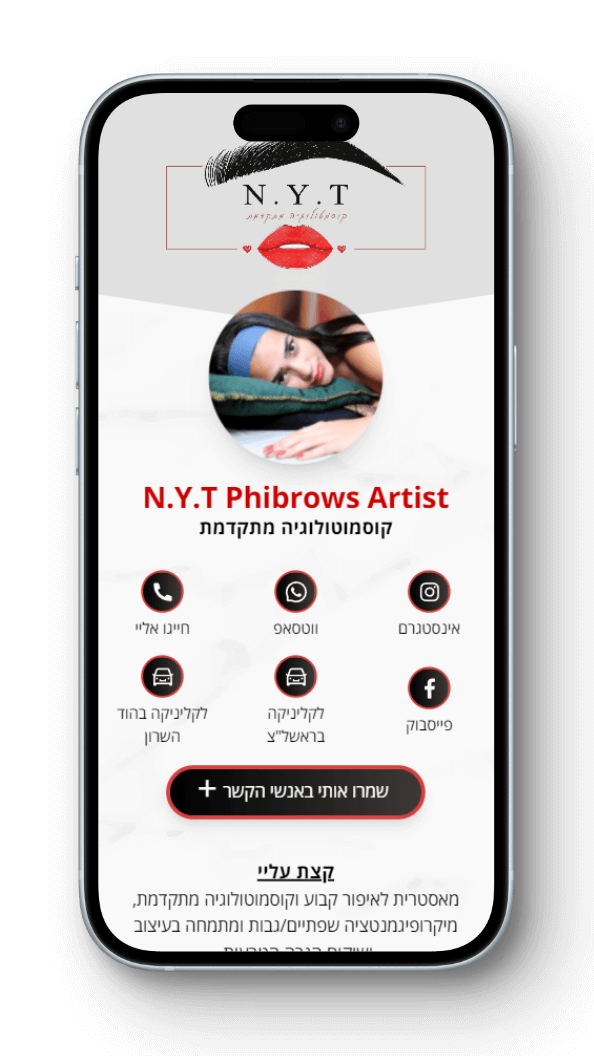 N.Y.T
קוסמטולוגיה מתקדמת
N.Y.T Phibrows Artist
קוסמוטולוגיה מתקדמת
אינסטגרם
ווטסאפ
חייגו אליי
פייסבוק
לקליניקה
בראשל"צ
לקליניקה בהוד
השרון
שמרו אותי באנשי הקשר +
קצת עליי
מאסטרית לאיפור קבוע וקוסמוטולוגיה מתקדמת,
מיקרופיגמנטציה שפתיים/גבות ומתמחה בעיצוב